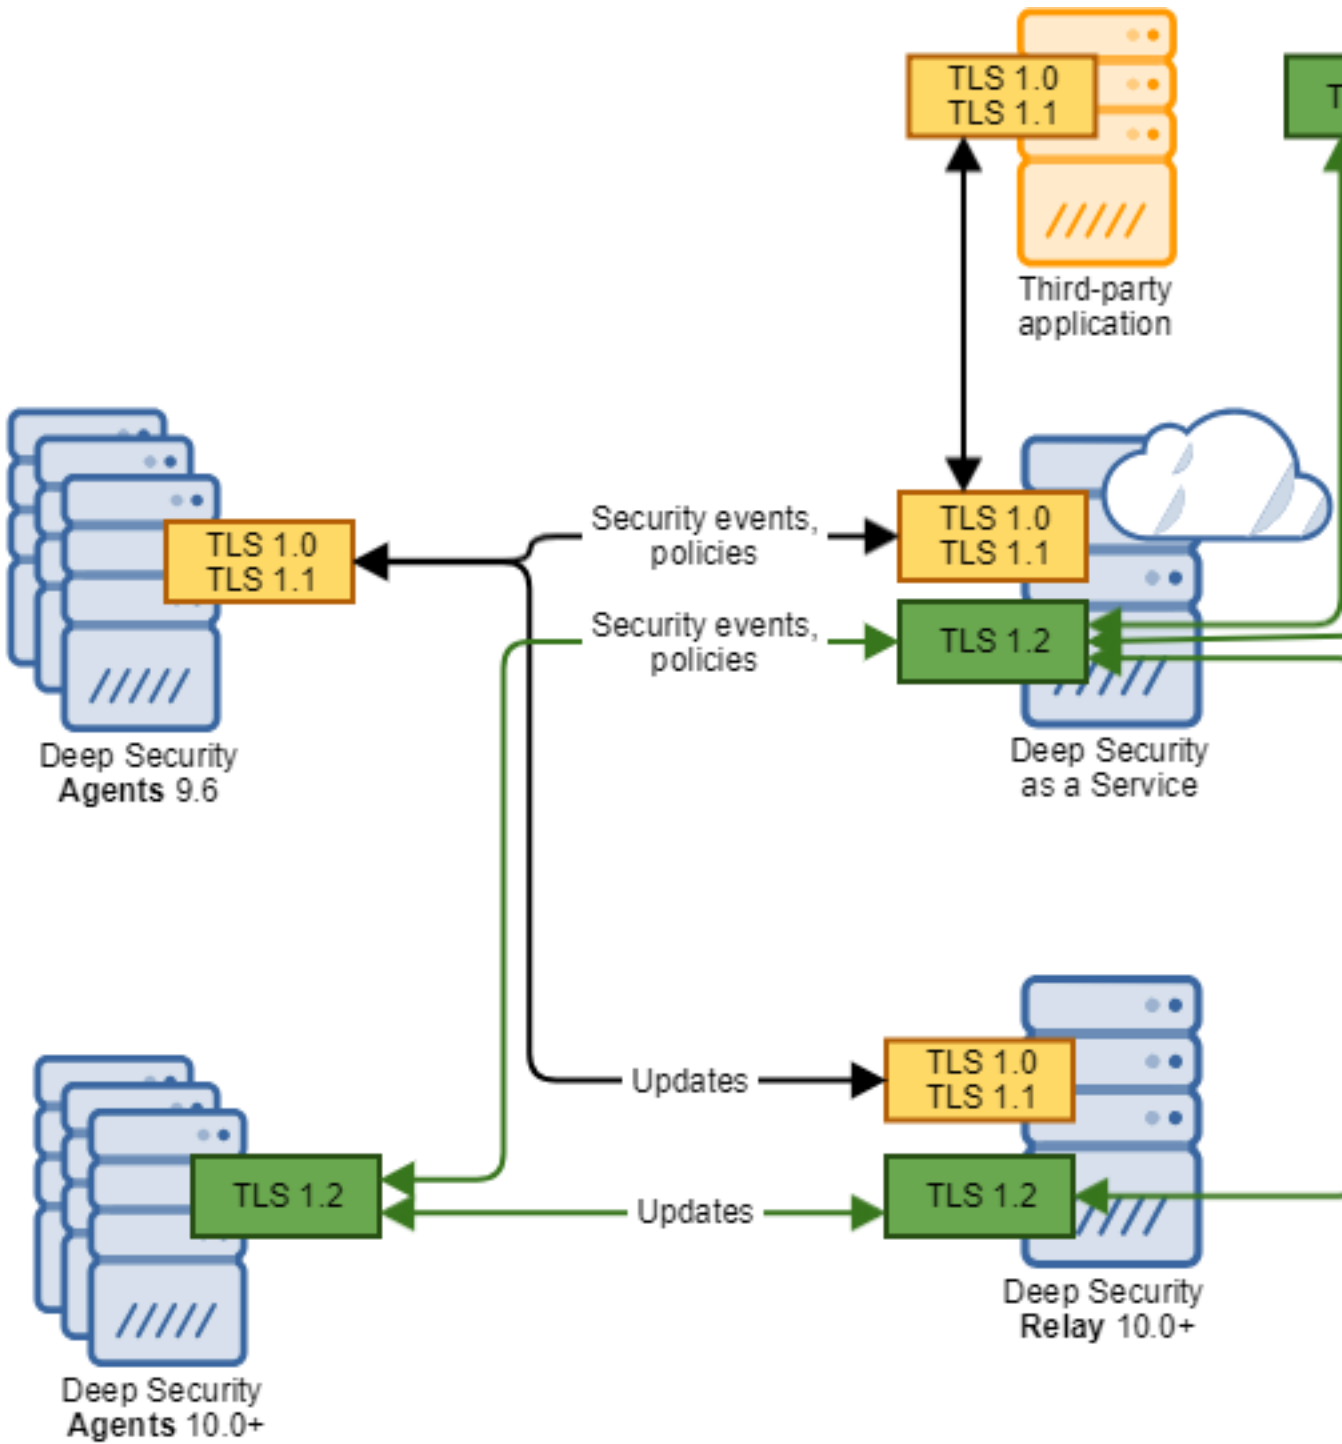 TLS 1.0
TLS 1.1
Third-party
application
TLS 1.0
TLS 1.1
Security events,
policies
TLS 1.0
TLS 1.1
Security events,
policies
TLS 1.2
Deep Security
Agents 9.6
Deep Security
as a Service
Updates
TLS 1.0
TLS 1.1
TLS 1.2
Updates
TLS 1.2
Deep Security
Relay 10.0+
Deep Security
Agents 10.0+